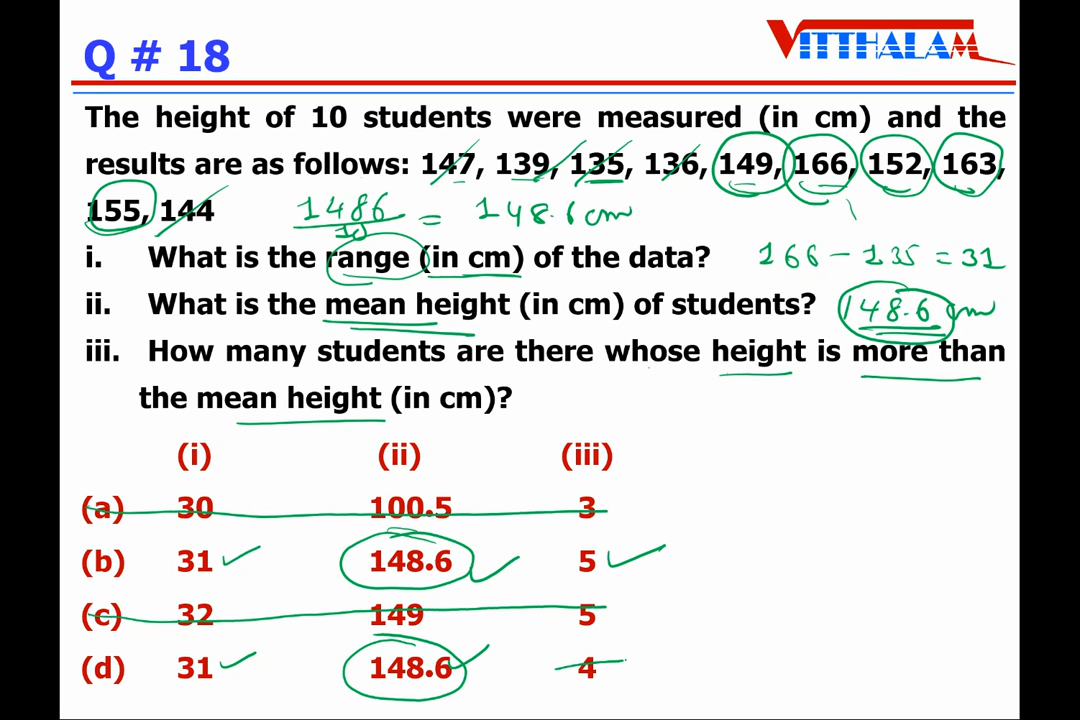 Q # 18
VITTHALAM
The height of 10 students were measured (in cm) and the
results are as follows: 147, 139, 135, 136, 149, 166, 152, 163,
155, 144
1486
10
= 148.6 cm
i. What is the range (in cm) of the data?
166 - 135 = 31
ii. What is the mean height (in cm) of students?
148.6 cm
iii. How many students are there whose height is more than
the mean height (in cm)?
(i) (ii) (iii)
(a) 30 100.5 3
(b) 31 148.6 5
(c) 32 149 5
(d) 31 148.6 4